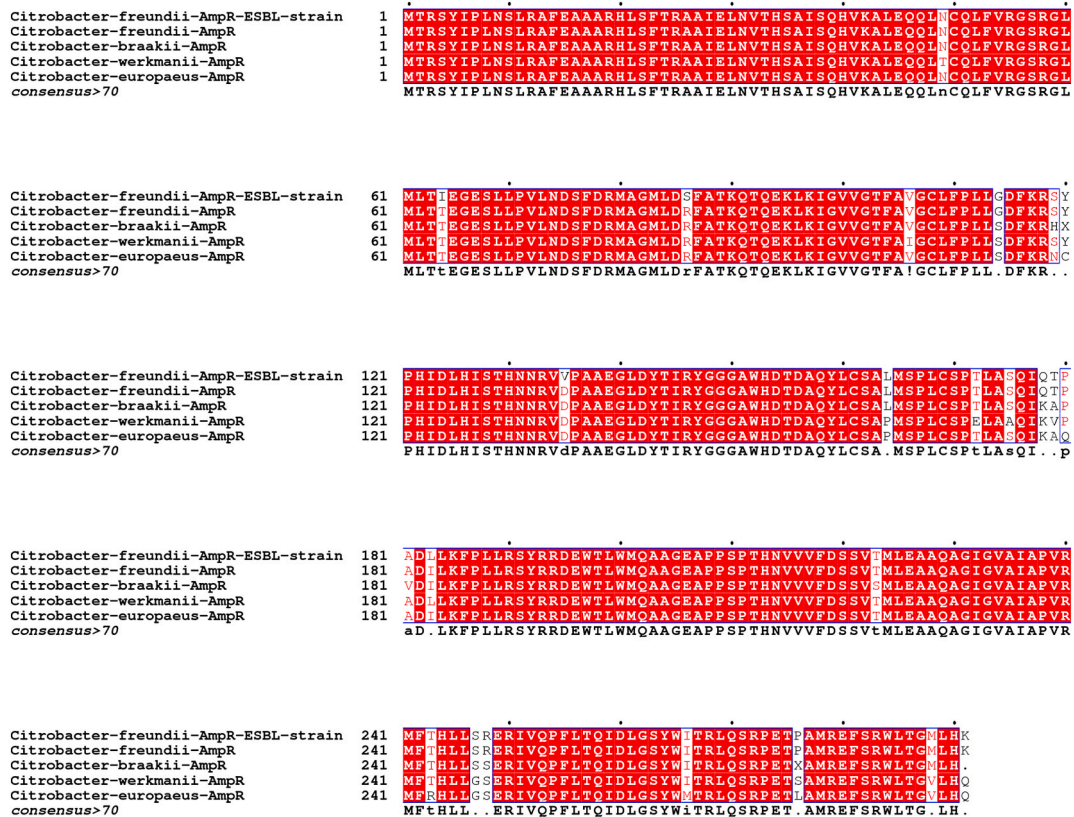 Citrobacter-freundii-AmpR-ESBL-strain 1 MTRSYIPLNSLRAFEAAARHLSFTRAAIELNVTHSAISQHVKALEQQLNCQLFVRGSRGL
Citrobacter-freundii-AmpR 1 MTRSYIPLNSLRAFEAAARHLSFTRAAIELNVTHSAISQHVKALEQQLNCQLFVRGSRGL
Citrobacter-braakii-AmpR 1 MTRSYIPLNSLRAFEAAARHLSFTRAAIELNVTHSAISQHVKALEQQLNCQLFVRGSRGL
Citrobacter-werkmanii-AmpR 1 MTRSYIPLNSLRAFEAAARHLSFTRAAIELNVTHSAISQHVKALEQQLTCQLFVRGSRGL
Citrobacter-europaeus-AmpR 1 MTRSYIPLNSLRAFEAAARHLSFTRAAIELNVTHSAISQHVKALEQQLNCQLFVRGSRGL
consensus>70 MTRSYIPLNSLRAFEAAARHLSFTRAAIELNVTHSAISQHVKALEQQLnCQLFVRGSRGL
Citrobacter-freundii-AmpR-ESBL-strain 61 MLTIEGESLLPVLNDSFDRMAGMLDSFATKQTQEKLKIGVVGTFAVGCLFPLLGDFKRSY
Citrobacter-freundii-AmpR 61 MLTTEGESLLPVLNDSFDRMAGMLDRFATKQTQEKLKIGVVGTFAVGCLFPLLGDFKRSY
Citrobacter-braakii-AmpR 61 MLTTEGESLLPVLNDSFDRMAGMLDRFATKQTQEKLKIGVVGTFAVGCLFPLLSDFKRHX
Citrobacter-werkmanii-AmpR 61 MLTTEGESLLPVLNDSFDRMAGMLDRFATKQTQEKLKIGVVGTFAIGCLFPLLSDFKRSY
Citrobacter-europaeus-AmpR 61 MLTTEGESLLPVLNDSFDRMAGMLDRFATKQTQEKLKIGVVGTFAVGCLFPLLSDFKRNC
consensus>70 MLTtEGESLLPVLNDSFDRMAGMLDrFATKQTQEKLKIGVVGTFA!GCLFPLL.DFKR..
Citrobacter-freundii-AmpR-ESBL-strain 121 PHIDLHISTHNNRVVPAAEGLDYTIRYGGGAWHDTDAQYLCSALMSPLCSPTLASQIQTP
Citrobacter-freundii-AmpR 121 PHIDLHISTHNNRVDPAAEGLDYTIRYGGGAWHDTDAQYLCSALMSPLCSPTLASQIQTP
Citrobacter-braakii-AmpR 121 PHIDLHISTHNNRVDPAAEGLDYTIRYGGGAWHDTDAQYLCSALMSPLCSPTLASQIKAP
Citrobacter-werkmanii-AmpR 121 PHIDLHISTHNNRVDPAAEGLDYTIRYGGGAWHDTDAQYLCSAPMSPLCSPELAAQIKVP
Citrobacter-europaeus-AmpR 121 PHIDLHISTHNNRVDPAAEGLDYTIRYGGGAWHDTDAQYLCSAPMSPLCSPTLASQIKAQ
consensus>70 PHIDLHISTHNNRVdPAAEGLDYTIRYGGGAWHDTDAQYLCSA.MSPLCSPtLAsQI..p
Citrobacter-freundii-AmpR-ESBL-strain 181 ADLLKFPLLRSYRRDEWTLWMQAAGEAPPSPTHNVVVFDSSVTMLEAAQAGIGVAIAPVR
Citrobacter-freundii-AmpR 181 ADILKFPLLRSYRRDEWTLWMQAAGEAPPSPTHNVVVFDSSVTMLEAAQAGIGVAIAPVR
Citrobacter-braakii-AmpR 181 VDILKFPLLRSYRRDEWTLWMQAAGEAPPSPTHNVVVFDSSVSMLEAAQAGIGVAIAPVR
Citrobacter-werkmanii-AmpR 181 ADILKFPLLRSYRRDEWTLWMQAAGEAPPSPTHNVVVFDSSVTMLEAAQAGIGVAIAPVR
Citrobacter-europaeus-AmpR 181 ADILKFPLLRSYRRDEWTLWMQAAGEAPPSPTHNVVVFDSSVTMLEAAQAGIGVAIAPVR
consensus>70 aD.LKFPLLRSYRRDEWTLWMQAAGEAPPSPTHNVVVFDSSVtMLEAAQAGIGVAIAPVR
Citrobacter-freundii-AmpR-ESBL-strain 241 MFTHLLSRERIVQPFLTQIDLGSYWITRLQSRPETPAMREFSRWLTGMLHK
Citrobacter-freundii-AmpR 241 MFTHLLSRERIVQPFLTQIDLGSYWITRLQSRPETPAMREFSRWLTGMLHK
Citrobacter-braakii-AmpR 241 MFTHLLSSERIVQPFLTQIDLGSYWITRLQSRPETXAMREFSRWLTGMLH.
Citrobacter-werkmanii-AmpR 241 MFTHLLGSERIVQPFLTQIDLGSYWITRLQSRPETSAMREFSRWLTGVLHQ
Citrobacter-europaeus-AmpR 241 MFRHLLGSERIVQPFLTQIDLGSYWMTRLQSRPETLAMREFSRWLTGVLHQ
consensus>70 MFtHLL..ERIVQPFLTQIDLGSYWiTRLQSRPET.AMREFSRWLTG.LH.